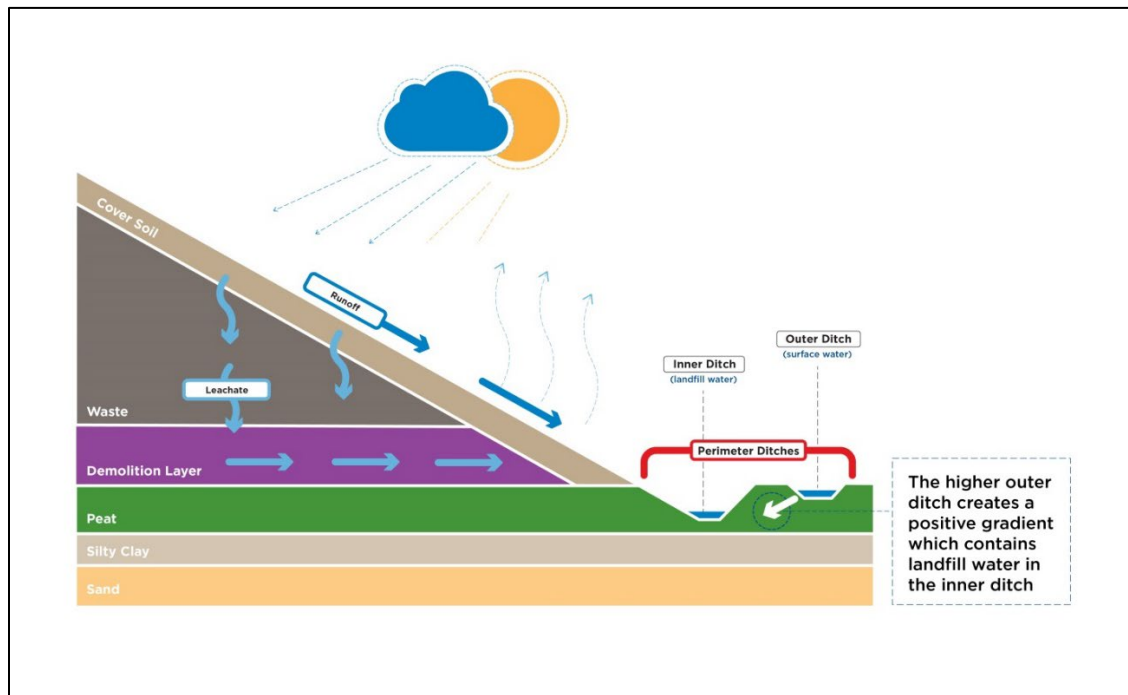 Cover Soil
Runoff
Leachate
Waste
Demolition Layer
Peat
Silty Clay
Sand
Inner Ditch
(landfill water)
Outer Ditch
(surface water)
Perimeter Ditches
The higher outer
ditch creates a
positive gradient
which contains
landfill water in
the inner ditch